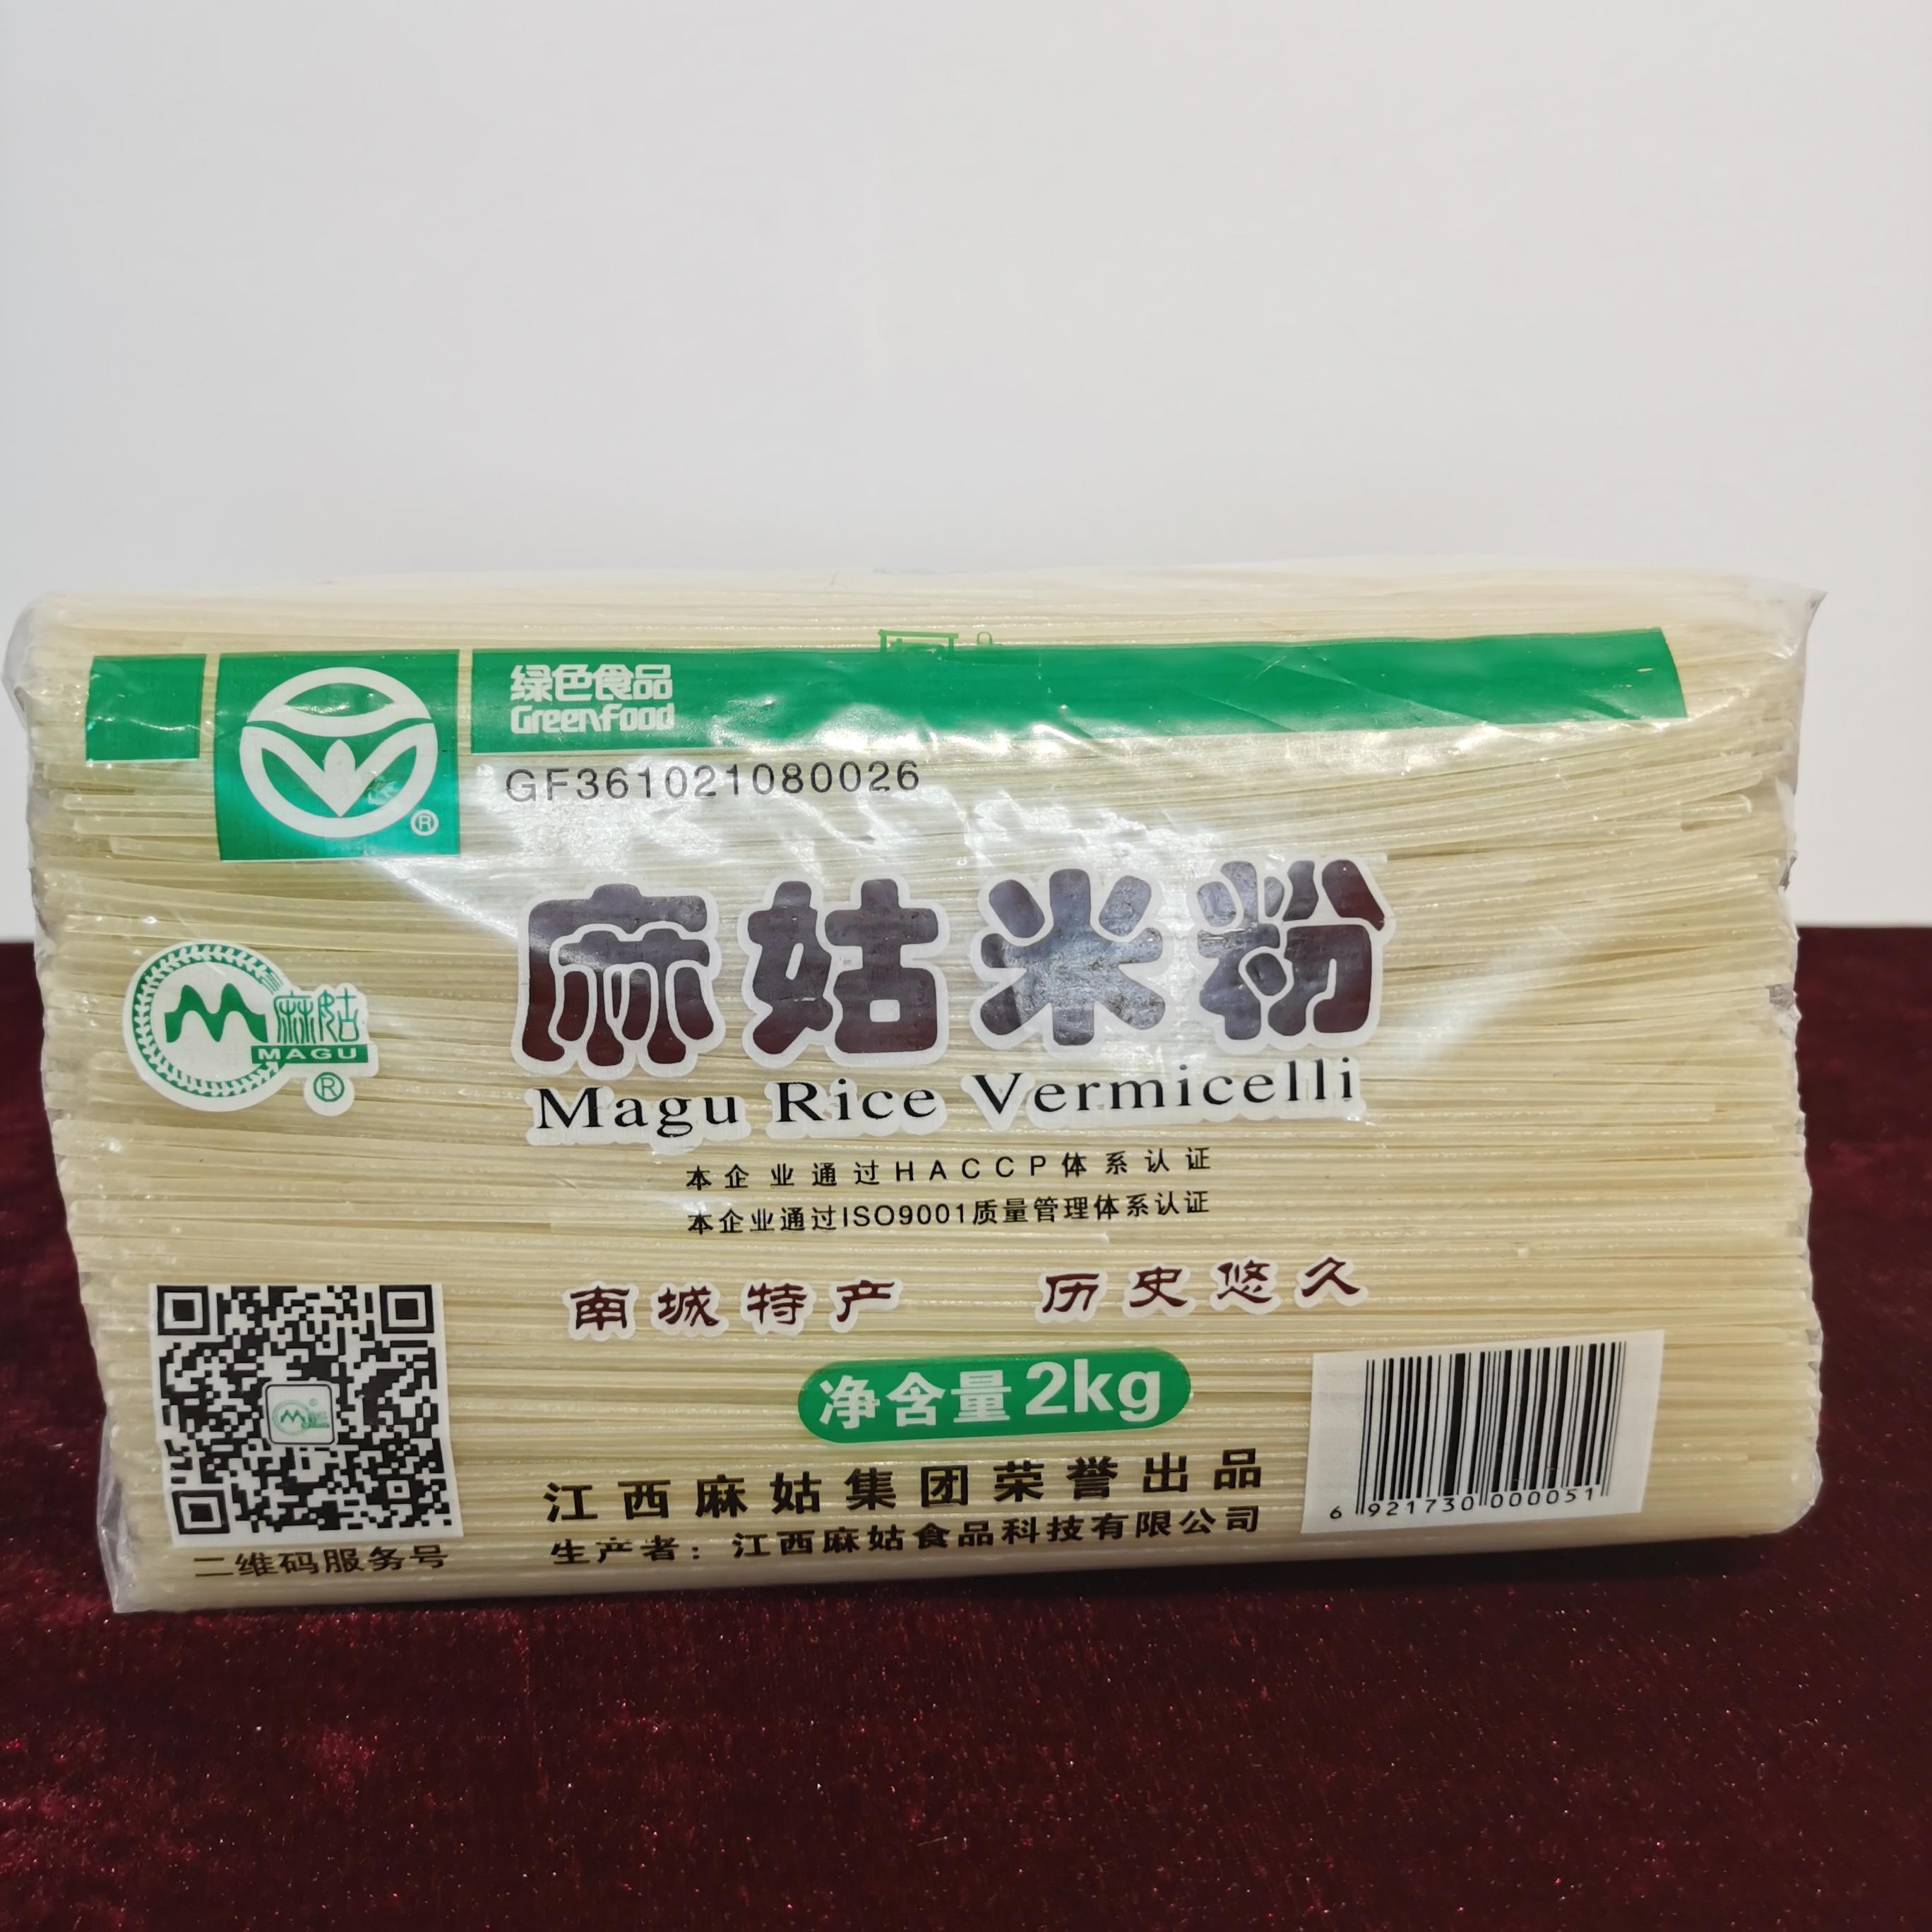 绿色食品
Greenfood
GF361021080026
麻姑
MAGU
麻姑米粉
Magu Rice Vermicelli
本企业通过HACCP体系认证
本企业通过ISO9001质量管理体系认证
南城特产 历史悠久
净含量2kg
江西麻姑集团荣誉出品
生产者：江西麻姑食品科技有限公司
二维码服务号
6 921730 000051